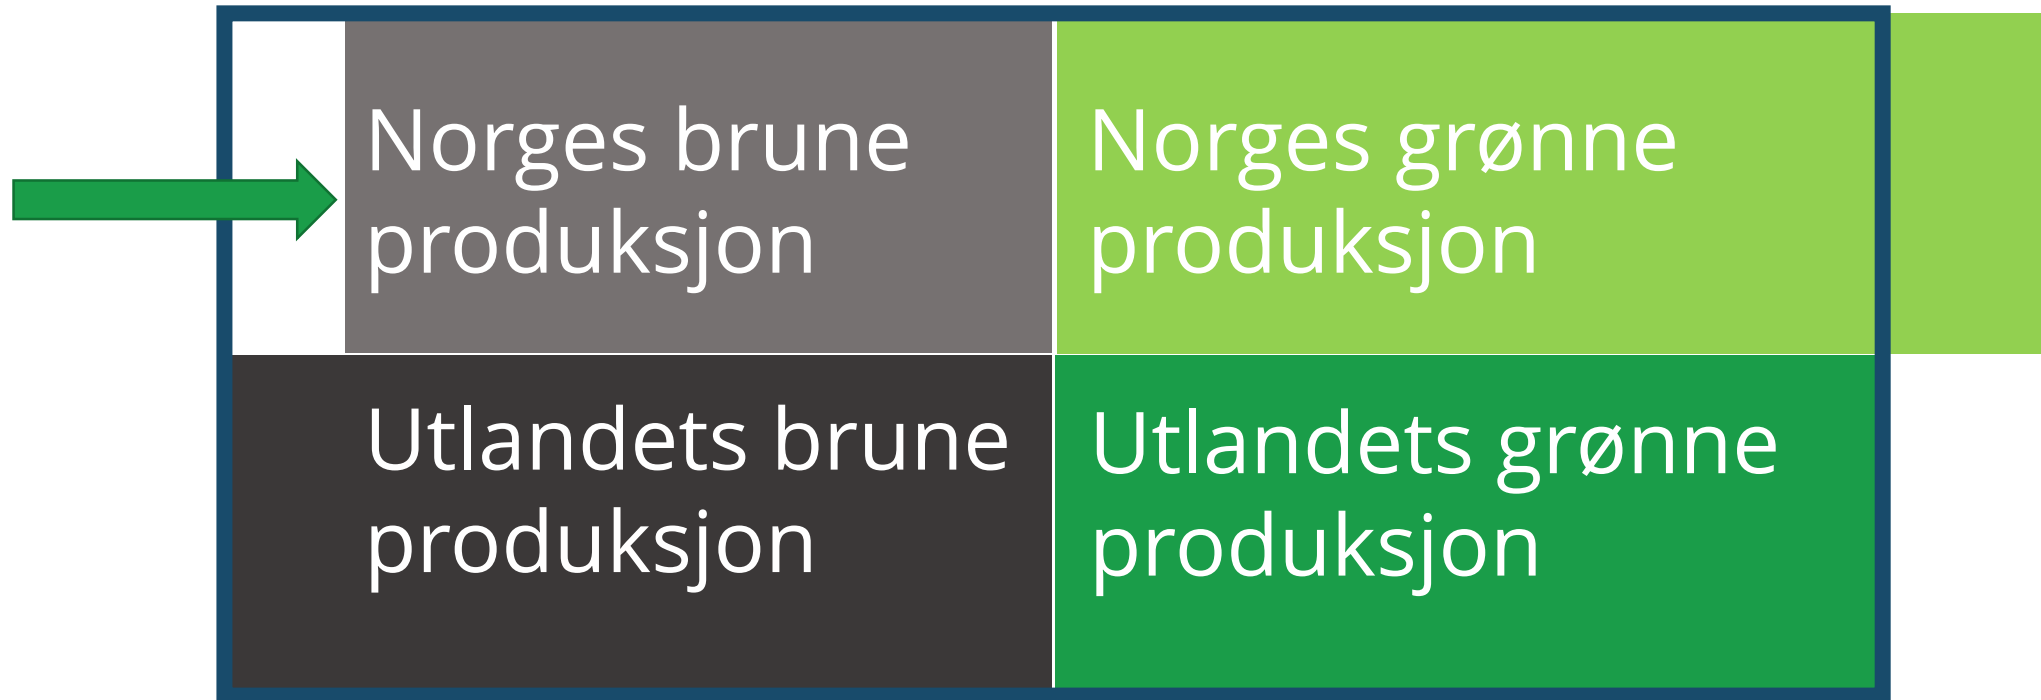 Norges brune
produksjon
Norges grønne
produksjon
Utlandets brune
produksjon
Utlandets grønne
produksjon